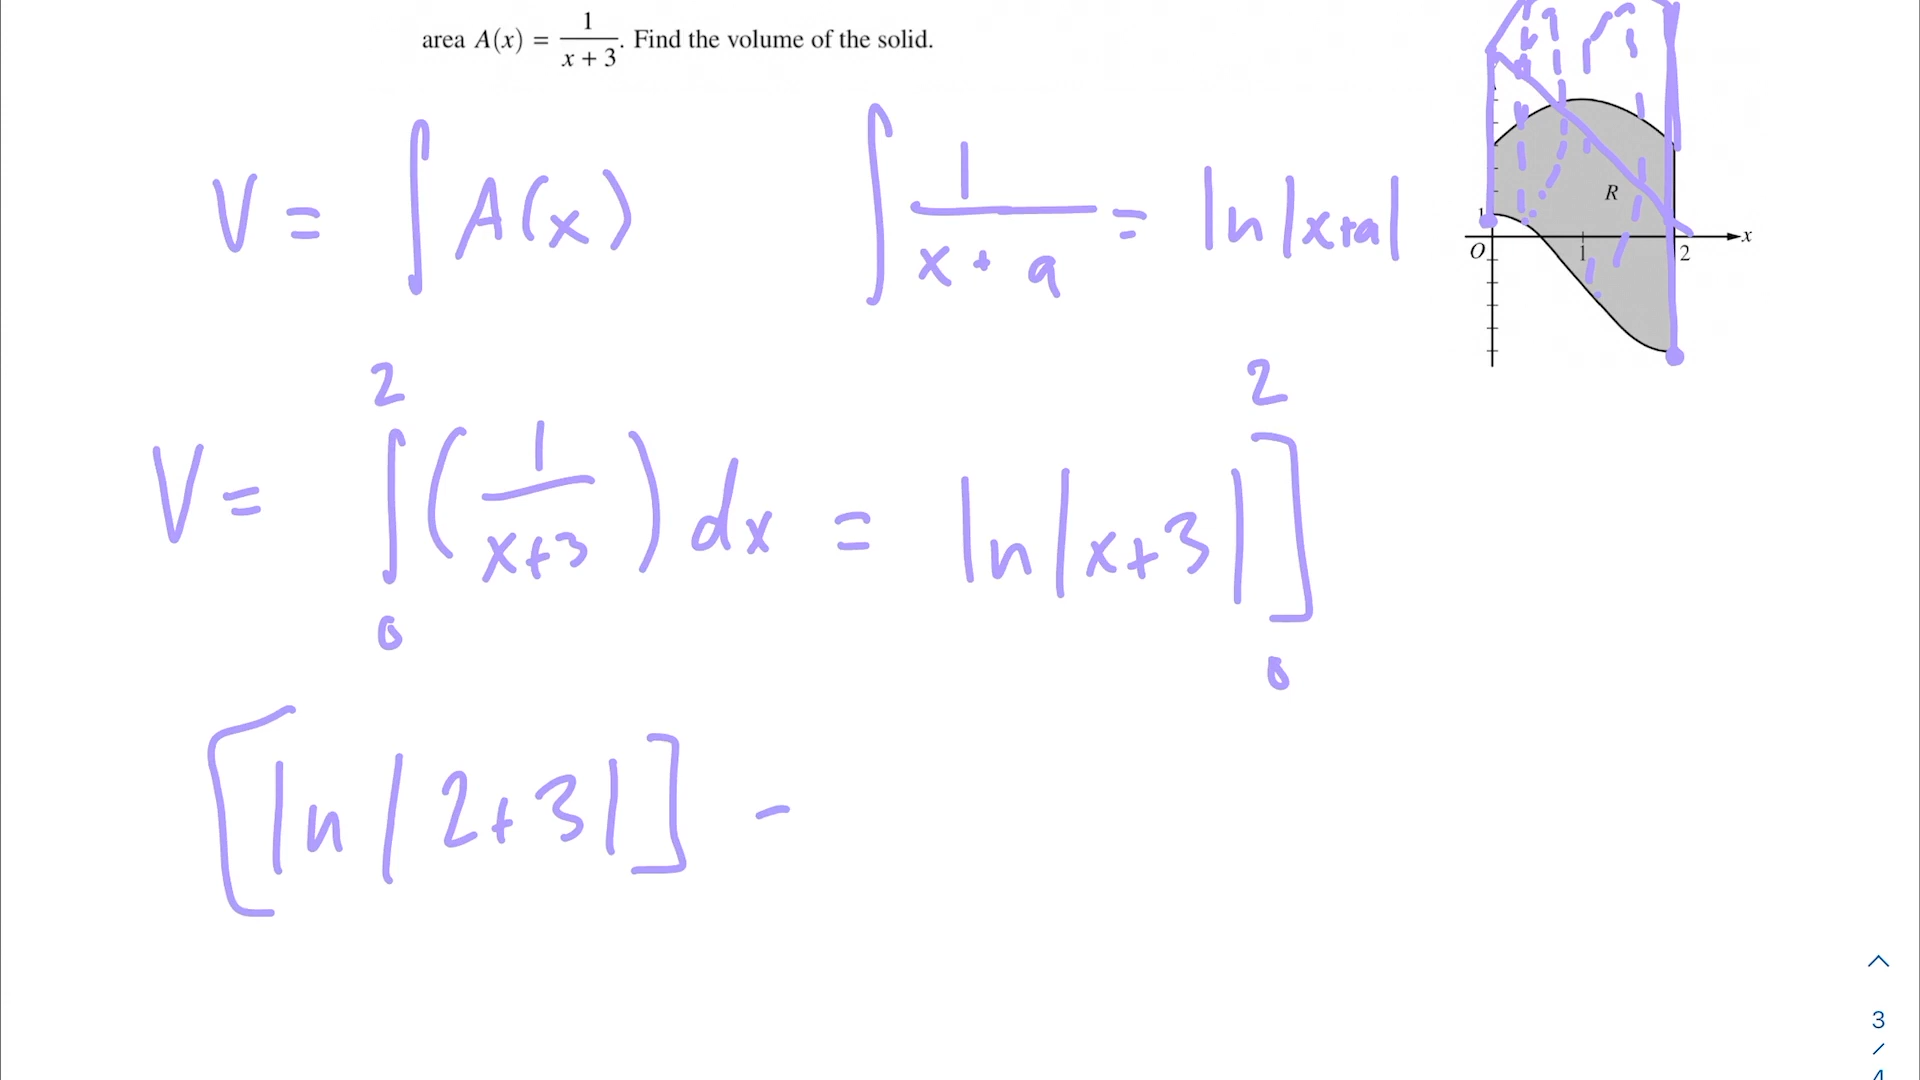 area A(x) = 1/(x + 3). Find the volume of the solid.
V = ∫ A(x)
∫ 1/(x + a) = ln|x+a|
R
1
O
1
2
x
V = ∫₀² (1/(x+3)) dx = ln|x+3| ]₀²
[ln|2+3|] -
3
/
4